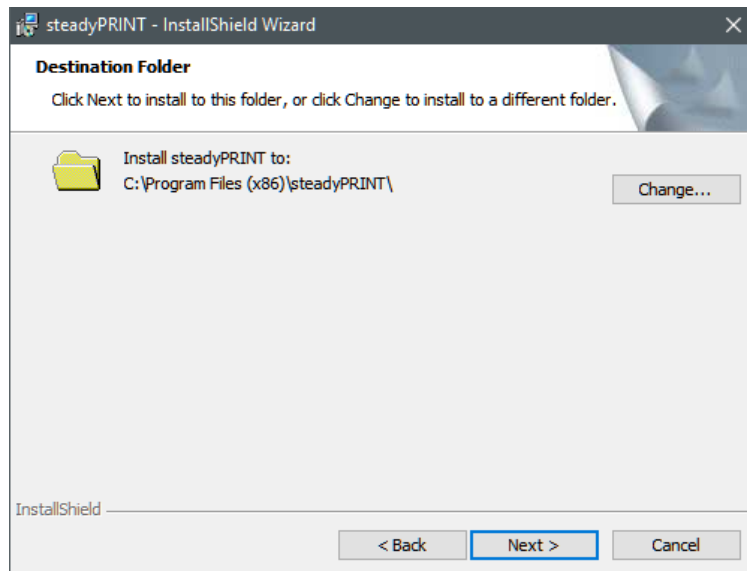 steadyPRINT - InstallShield Wizard
Destination Folder
Click Next to install to this folder, or click Change to install to a different folder.
Install steadyPRINT to:
C:\Program Files (x86)\steadyPRINT\
Change...
InstallShield
< Back
Next >
Cancel